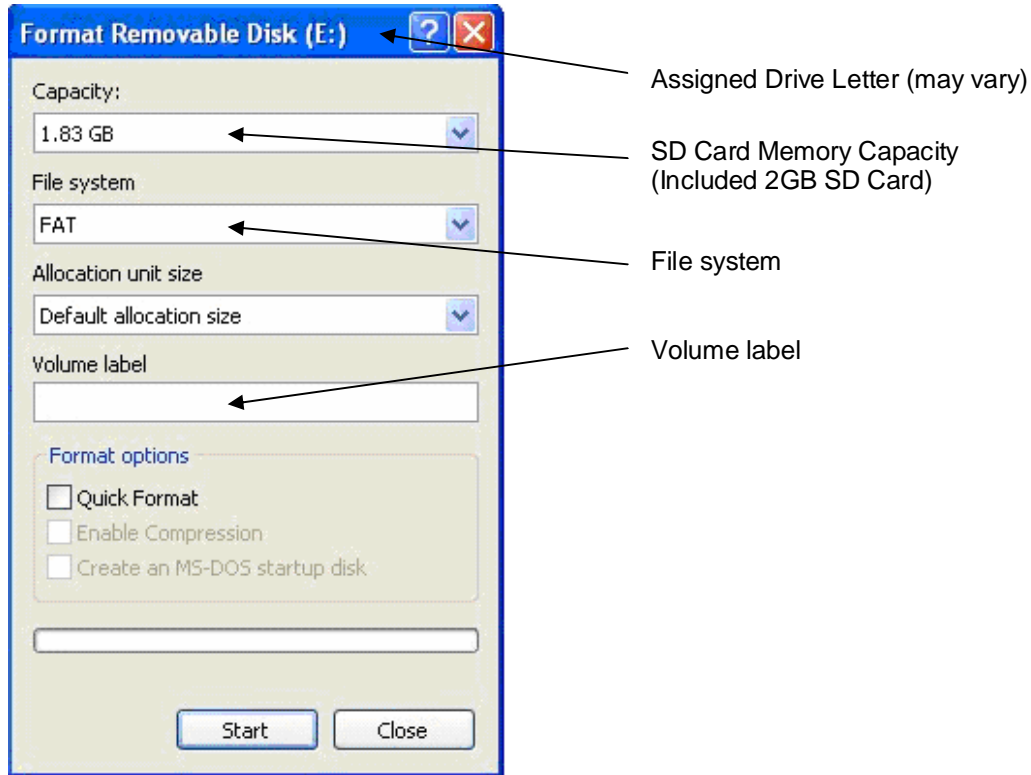 Format Removable Disk (E:)
Assigned Drive Letter (may vary)
Capacity:
1.83 GB
SD Card Memory Capacity
(Included 2GB SD Card)
File system
FAT
File system
Allocation unit size
Default allocation size
Volume label
Volume label
Format options
Quick Format
Enable Compression
Create an MS-DOS startup disk
Start
Close